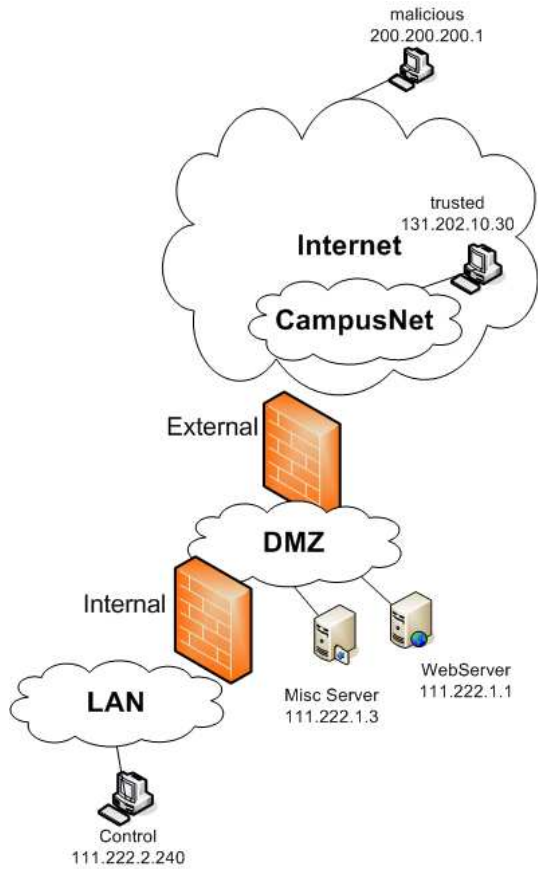 malicious
200.200.200.1
trusted
131.202.10.30
Internet
CampusNet
External
DMZ
Internal
WebServer
111.222.1.1
Misc Server
111.222.1.3
LAN
Control
111.222.2.240